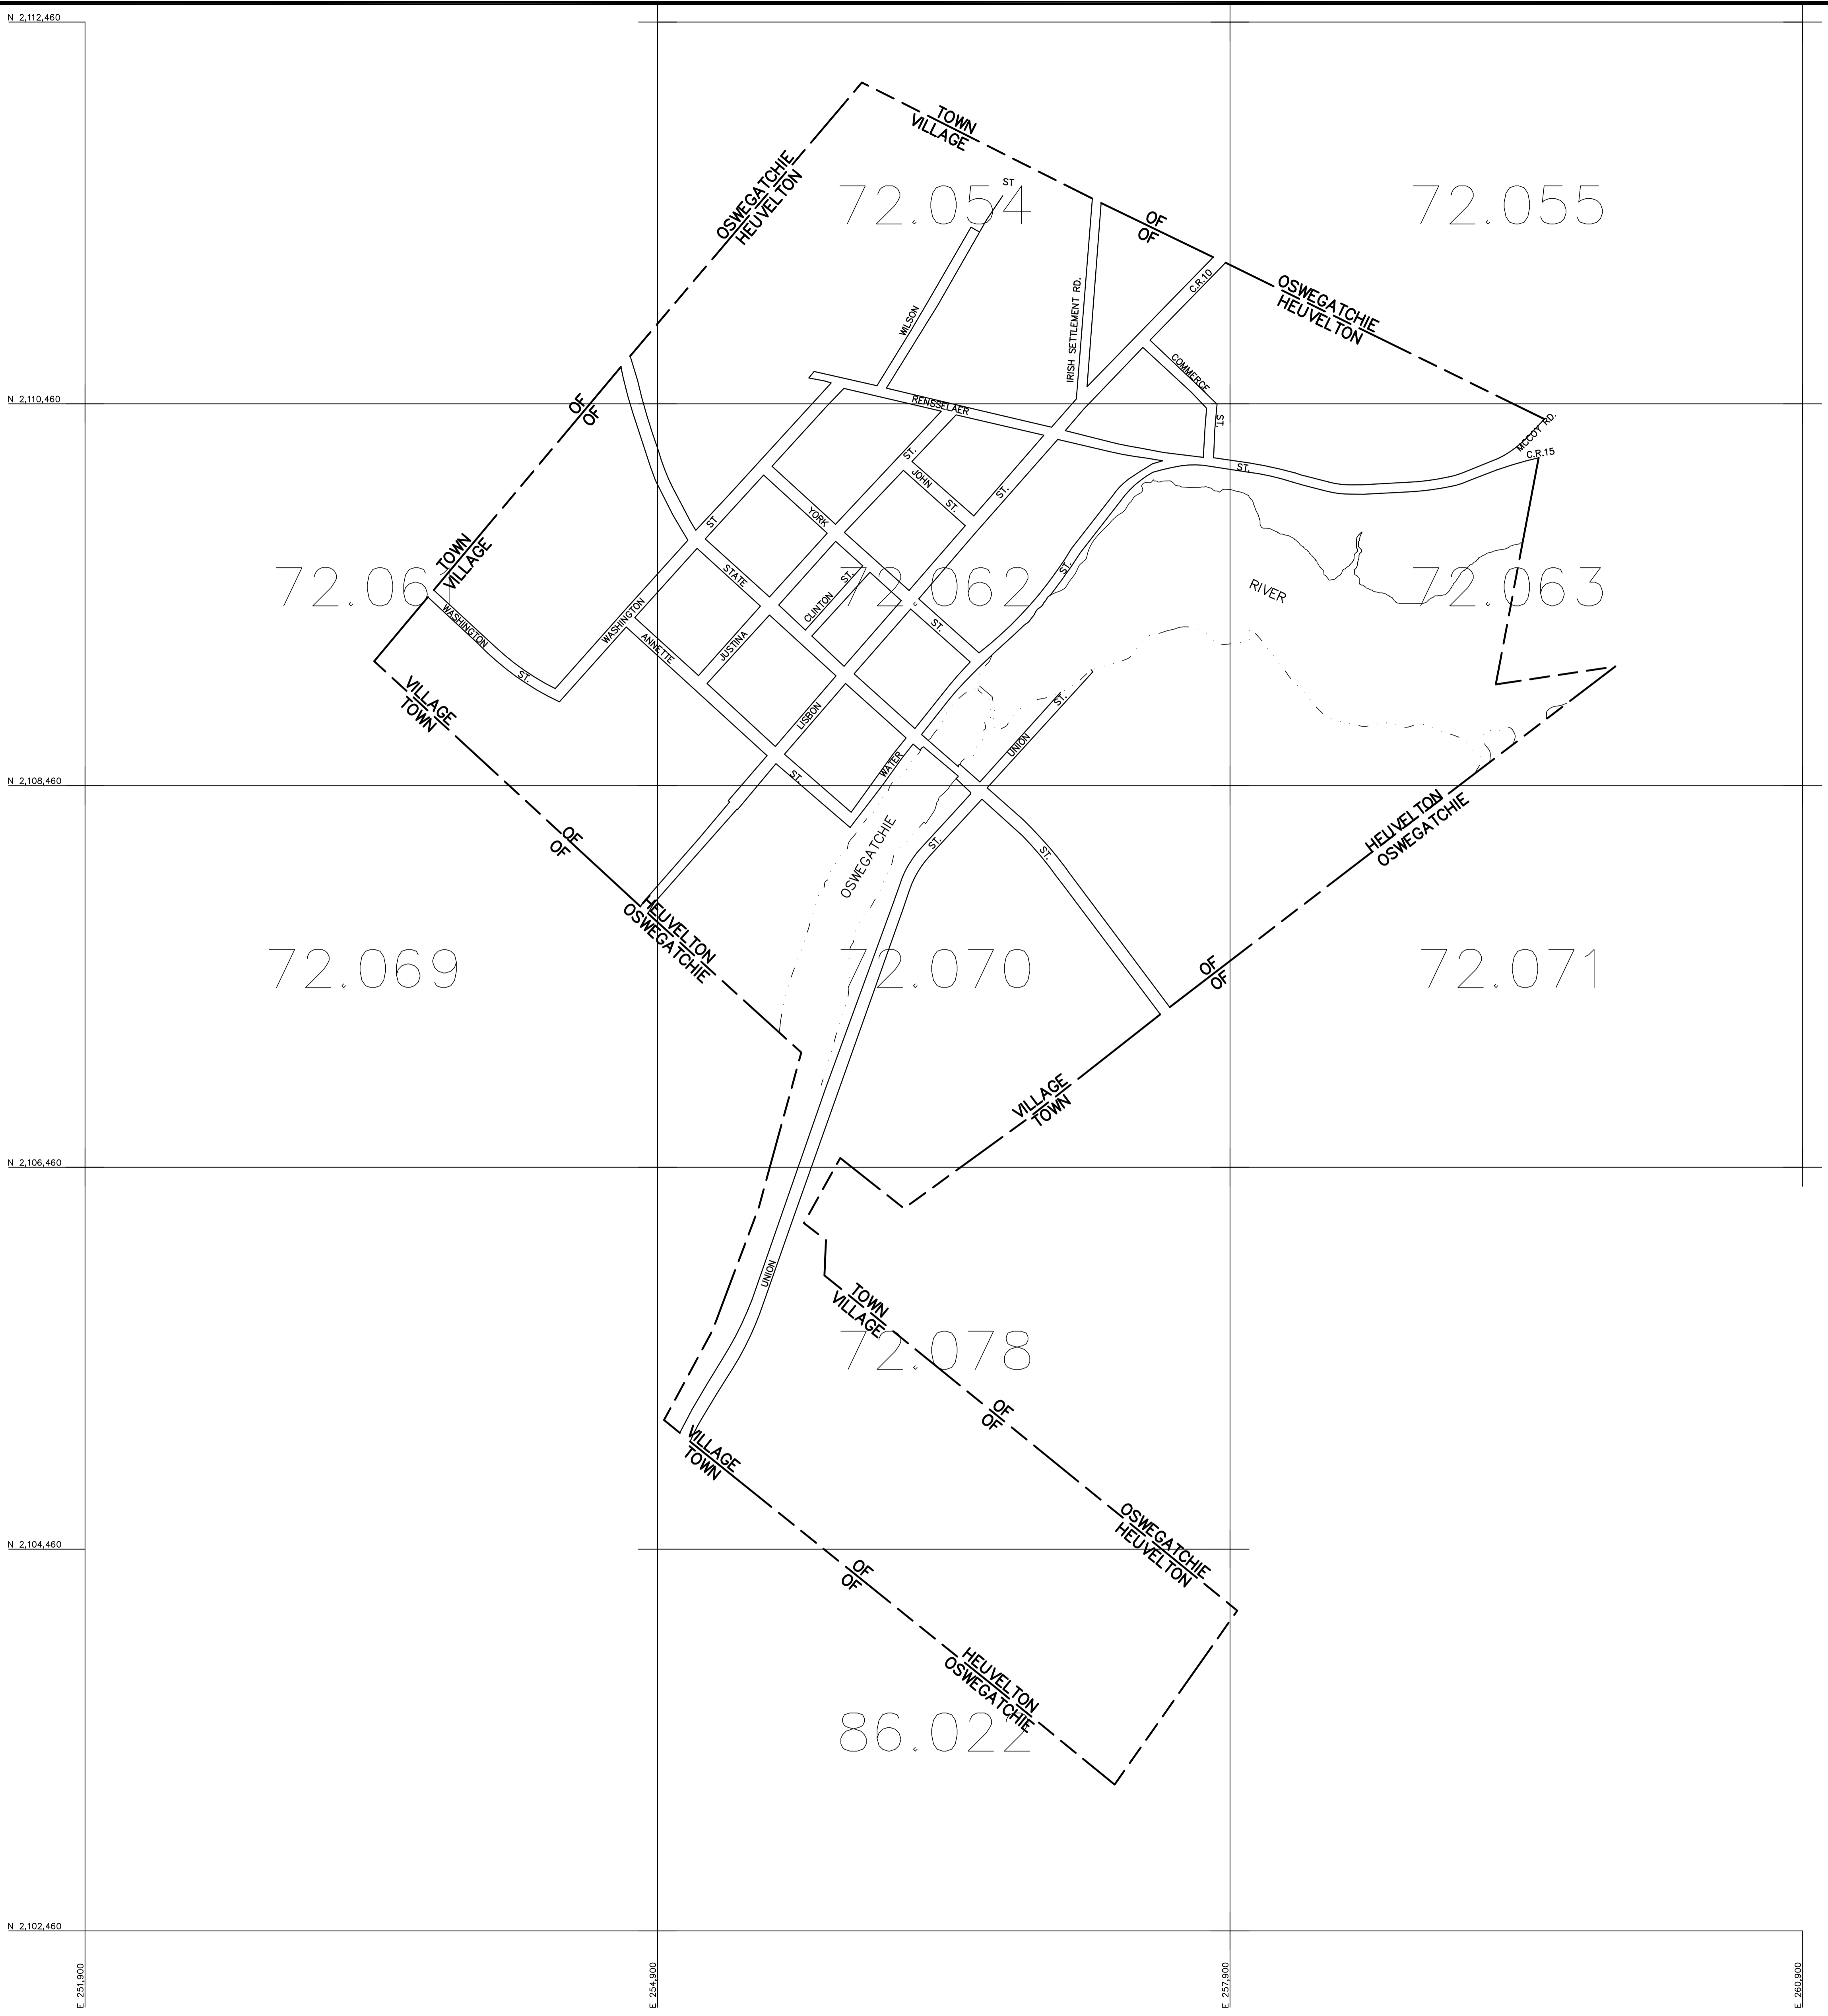 N 2,112,460
TOWN
VILLAGE
OSWEGATCHIE
HEUVELTON
ST
72.054
72.055
OF
OF
C.R.10
IRISH SETTLEMENT RD.
OSWEGATCHIE
HEUVELTON
WILSON
COMMERCE
ST.
N 2,110,460
OF
OF
RENSSELAER
MCCOY RD.
C.R.15
ST.
ST.
JOHN
ST.
ST.
YORK
ST
TOWN
VILLAGE
STATE
CLINTON
ST.
ST.
72.06
72.062
72.063
RIVER
WASHINGTON
ST.
WASHINGTON
ANNETTE
JUSTINA
ST.
VILLAGE
TOWN
LISBON
UNION
ST.
WATER
ST.
N 2,108,460
HEUVELTON
OSWEGATCHIE
OF
OF
OSWEGATCHIE
ST.
ST.
HEUVELTON
OSWEGATCHIE
72.069
72.070
72.071
OF
OF
VILLAGE
TOWN
N 2,106,460
UNION
TOWN
VILLAGE
72.078
OF
OF
VILLAGE
TOWN
OSWEGATCHIE
HEUVELTON
N 2,104,460
OF
OF
HEUVELTON
OSWEGATCHIE
86.022
N 2,102,460
E 251,900
E 254,900
E 257,900
E 260,900